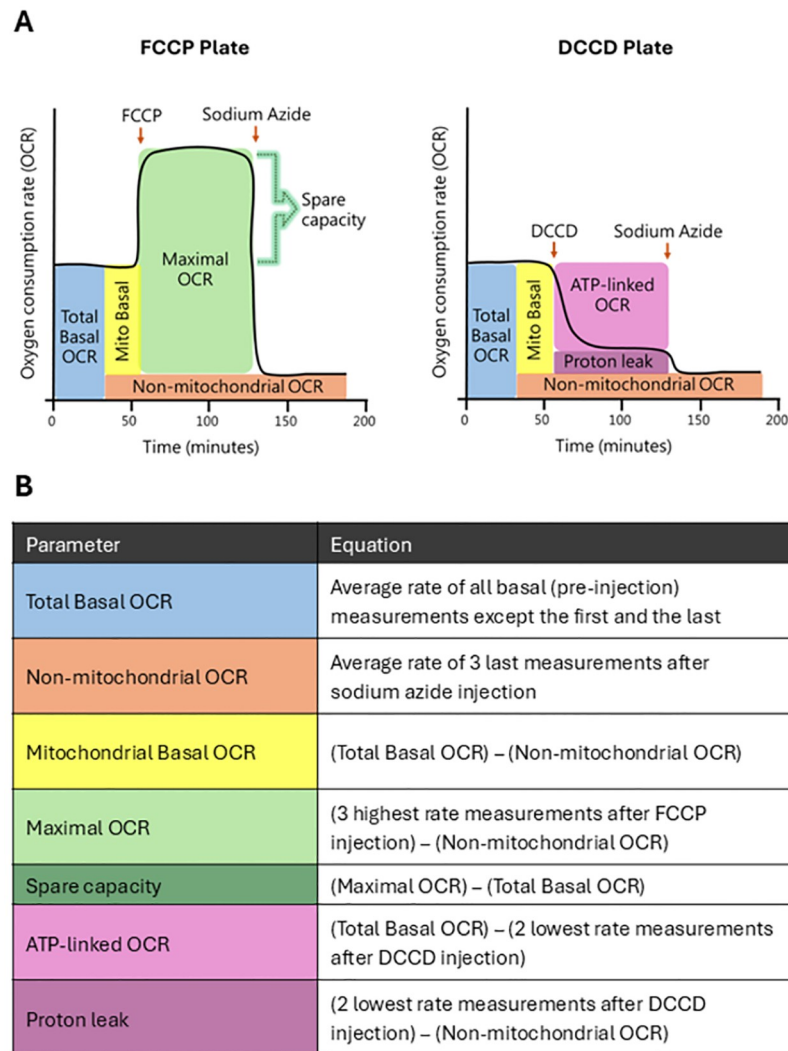 A
FCCP Plate
Oxygen consumption rate (OCR)
FCCP
Sodium Azide
Spare
capacity
Maximal
OCR
Total
Basal
OCR
Mito Basal
Non-mitochondrial OCR
0
50
100
150
200
Time (minutes)
DCCD Plate
Oxygen consumption rate (OCR)
DCCD
Sodium Azide
ATP-linked
OCR
Total
Basal
OCR
Mito Basal
Proton leak
Non-mitochondrial OCR
0
50
100
150
200
Time (minutes)
B
Parameter
Equation
Total Basal OCR
Average rate of all basal (pre-injection)
measurements except the first and the last
Non-mitochondrial OCR
Average rate of 3 last measurements after
sodium azide injection
Mitochondrial Basal OCR
(Total Basal OCR) – (Non-mitochondrial OCR)
Maximal OCR
(3 highest rate measurements after FCCP
injection) – (Non-mitochondrial OCR)
Spare capacity
(Maximal OCR) – (Total Basal OCR)
ATP-linked OCR
(Total Basal OCR) – (2 lowest rate measurements
after DCCD injection)
Proton leak
(2 lowest rate measurements after DCCD
injection) – (Non-mitochondrial OCR)